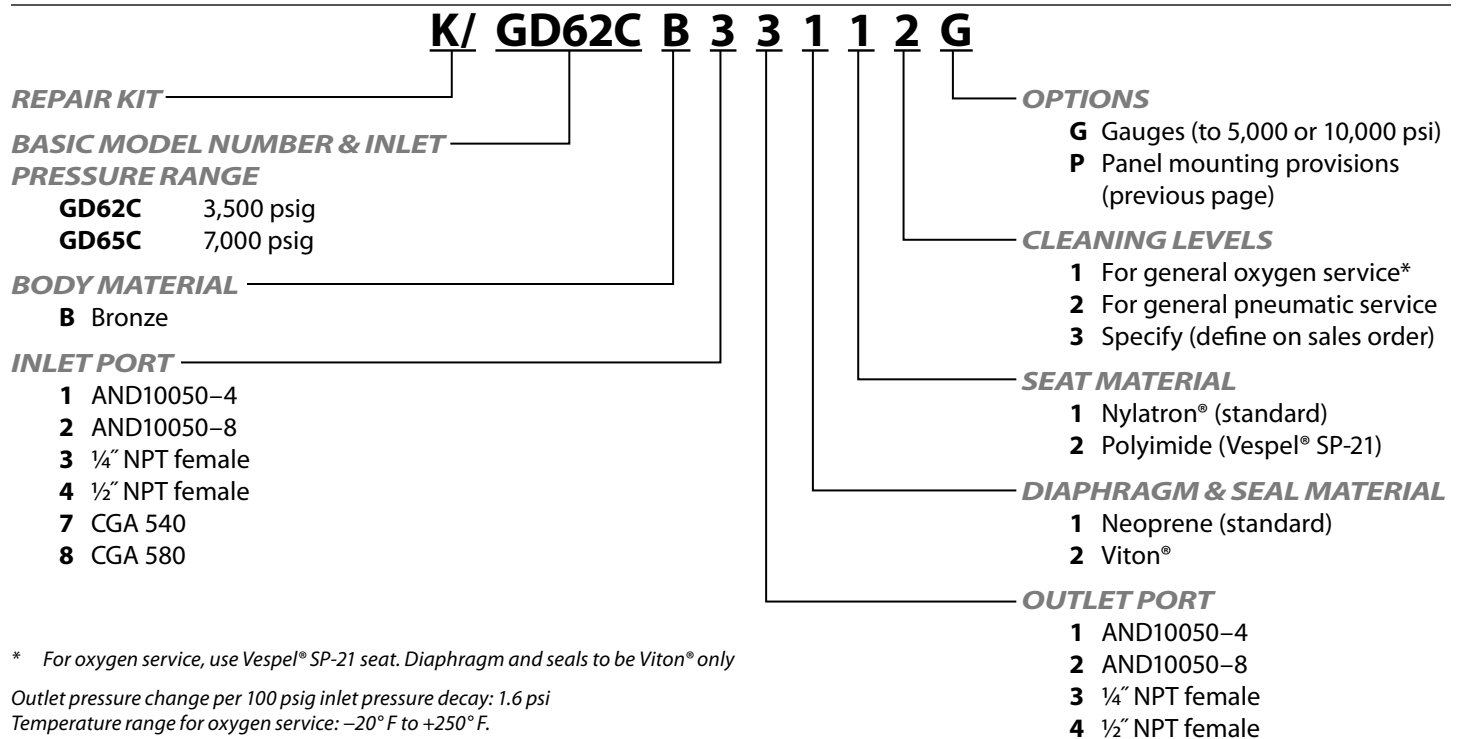 K/ GD62C B 3 3 1 1 2 G
REPAIR KIT
BASIC MODEL NUMBER & INLET
PRESSURE RANGE
GD62C 3,500 psig
GD65C 7,000 psig
BODY MATERIAL
B Bronze
INLET PORT
1 AND10050–4
2 AND10050–8
3 ¼˝ NPT female
4 ½˝ NPT female
7 CGA 540
8 CGA 580
* For oxygen service, use Vespel® SP-21 seat. Diaphragm and seals to be Viton® only
Outlet pressure change per 100 psig inlet pressure decay: 1.6 psi
Temperature range for oxygen service: –20° F to +250° F.
OPTIONS
G Gauges (to 5,000 or 10,000 psi)
P Panel mounting provisions
(previous page)
CLEANING LEVELS
1 For general oxygen service*
2 For general pneumatic service
3 Specify (define on sales order)
SEAT MATERIAL
1 Nylatron® (standard)
2 Polyimide (Vespel® SP-21)
DIAPHRAGM & SEAL MATERIAL
1 Neoprene (standard)
2 Viton®
OUTLET PORT
1 AND10050–4
2 AND10050–8
3 ¼˝ NPT female
4 ½˝ NPT female